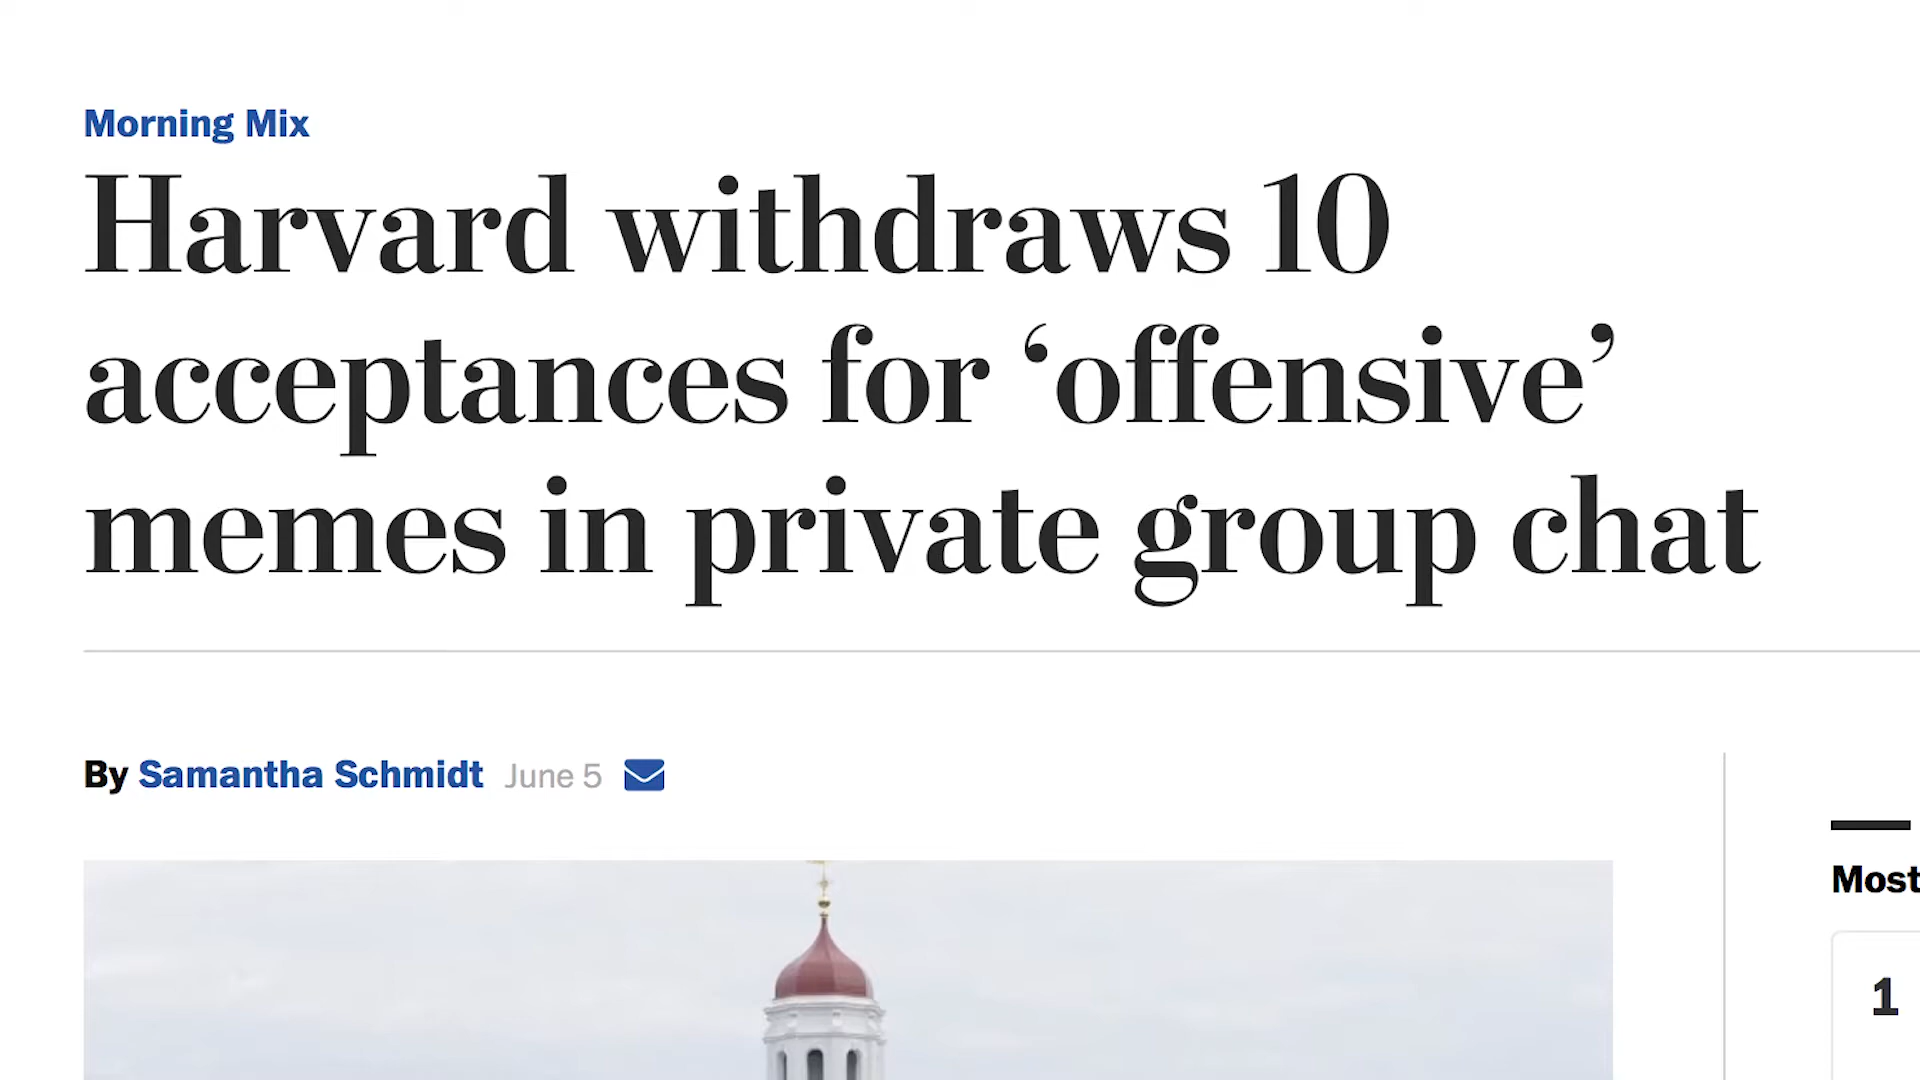 Morning Mix
Harvard withdraws 10
acceptances for ‘offensive’
memes in private group chat
By Samantha Schmidt June 5
Most
1